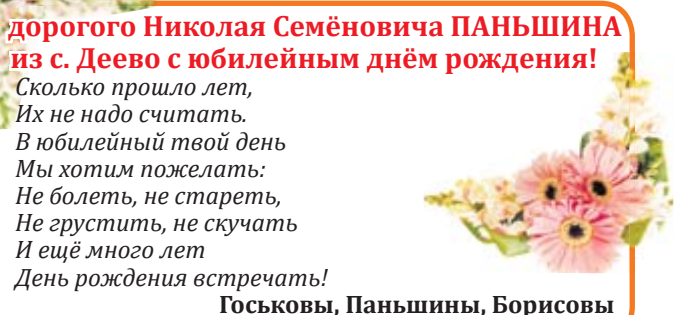 дорогого Николая Семёновича ПАНЬШИНА
из с. Деево с юбилейным днём рождения!
Сколько прошло лет,
Их не надо считать.
В юбилейный твой день
Мы хотим пожелать:
Не болеть, не стареть,
Не грустить, не скучать
И ещё много лет
День рождения встречать!
Госьковы, Паньшины, Борисовы